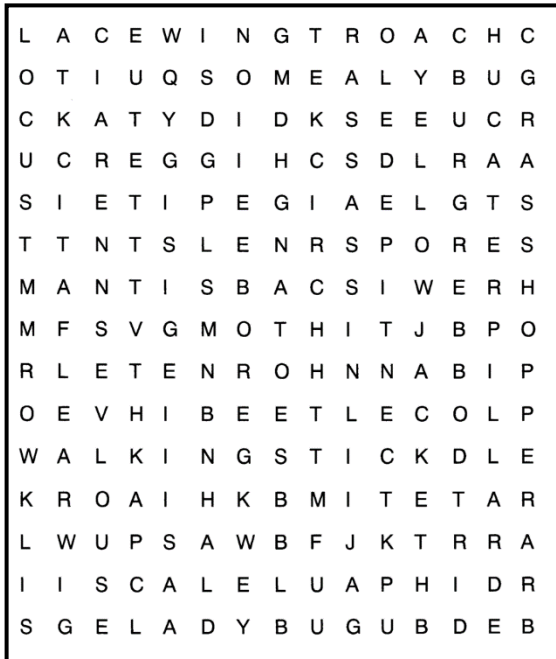 L A C E W I N G T R O A C H C
O T I U Q S O M E A L Y B U G
C K A T Y D I D K S E E U C R
U C R E G G I H C S D L R A A
S I E T I P E G I A E L G T S
T T N T S L E N R S P O R E S
M A N T I S B A C S I W E R H
M F S V G M O T H I T J B P O
R L E T E N R O H N N A B I P
O E V H I B E E T L E C O L P
W A L K I N G S T I C K D L E
K R O A I H K B M I T E T A R
L W U P S A W B F J K T R R A
I I S C A L E L U A P H I D R
S G E L A D Y B U G U B D E B